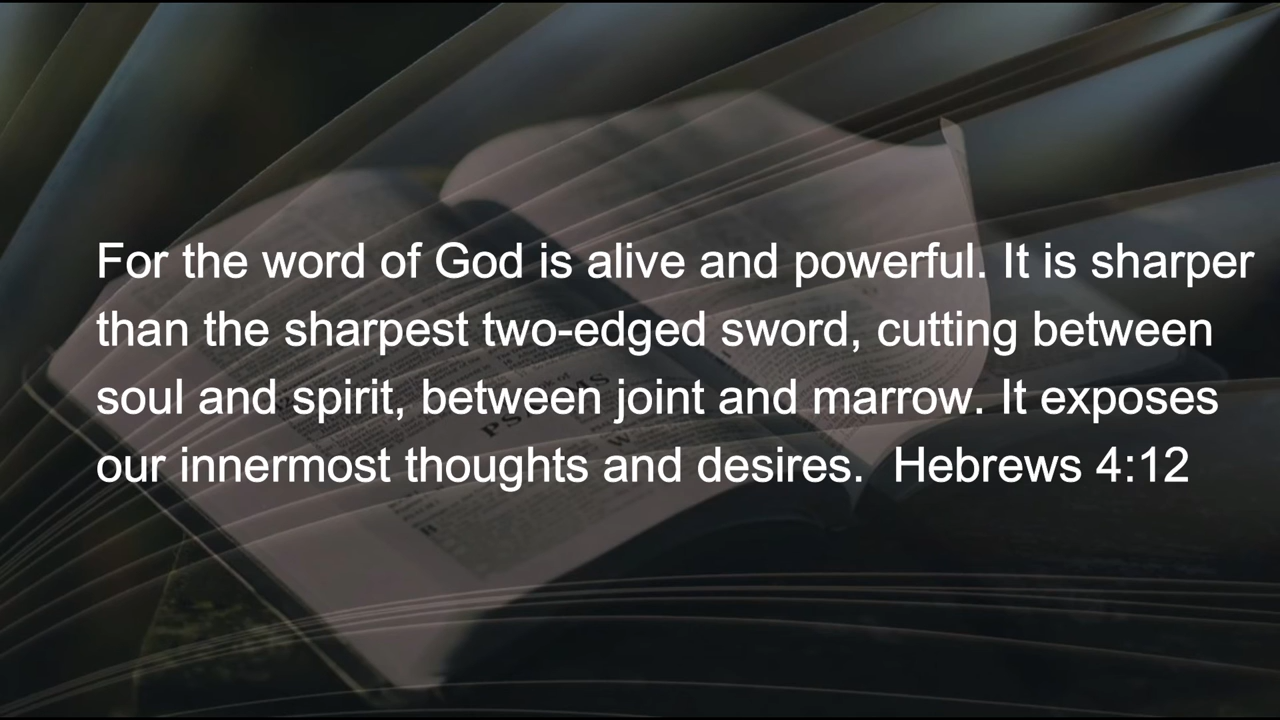 For the word of God is alive and powerful. It is sharper
than the sharpest two-edged sword, cutting between
soul and spirit, between joint and marrow. It exposes
our innermost thoughts and desires.  Hebrews 4:12
PSALMS